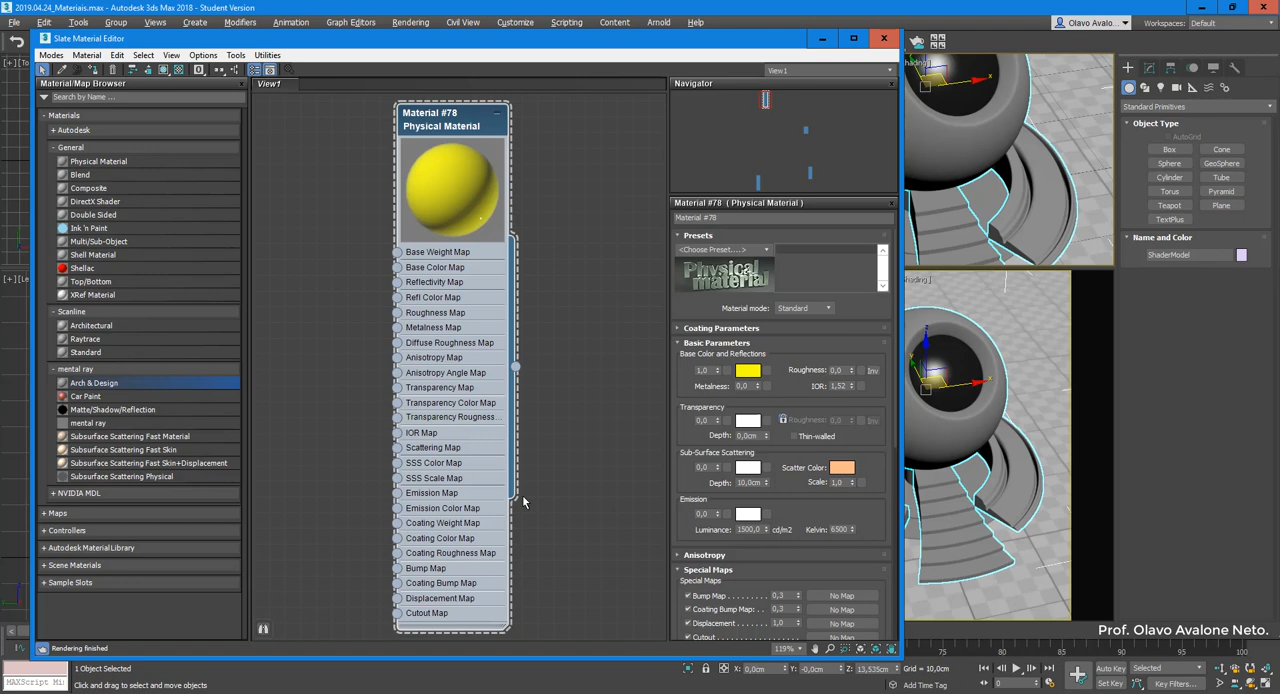 2019.04.24_Materiais.max - Autodesk 3ds Max 2018 - Student Version
File Edit Tools Group Views Create Modifiers Animation Graph Editors Rendering Civil View Customize Scripting Content Arnold Help
Olavo Avalon... Workspaces: Default
Slate Material Editor
Modes Material Edit Select View Options Tools Utilities
View1
Material/Map Browser
Search by Name ...
- Materials
+ Autodesk
- General
Physical Material
Blend
Composite
DirectX Shader
Double Sided
Ink 'n Paint
Multi/Sub-Object
Shell Material
Shellac
Top/Bottom
XRef Material
- Scanline
Architectural
Raytrace
Standard
- mental ray
Arch & Design
Car Paint
Matte/Shadow/Reflection
mental ray
Subsurface Scattering Fast Material
Subsurface Scattering Fast Skin
Subsurface Scattering Fast Skin+Displacement
Subsurface Scattering Physical
+ NVIDIA MDL
+ Maps
+ Controllers
+ Autodesk Material Library
+ Scene Materials
+ Sample Slots
View1
Material #78
Physical Material
Base Weight Map
Base Color Map
Reflectivity Map
Refl Color Map
Roughness Map
Metalness Map
Diffuse Roughness Map
Anisotropy Map
Anisotropy Angle Map
Transparency Map
Transparency Color Map
Transparency Rougness...
IOR Map
Scattering Map
SSS Color Map
SSS Scale Map
Emission Map
Emission Color Map
Coating Weight Map
Coating Color Map
Coating Roughness Map
Bump Map
Coating Bump Map
Displacement Map
Cutout Map
Navigator
Material #78 ( Physical Material )
Material #78
Presets
<Choose Preset....>
Physical material
Material mode: Standard
Coating Parameters
Basic Parameters
Base Color and Reflections
1,0 Roughness: 0,0 Inv
Metalness: 0,0 IOR: 1,52
Transparency
0,0 Roughness: 0,0 Inv
Depth: 0,0cm Thin-walled
Sub-Surface Scattering
0,0 Scatter Color:
Depth: 10,0cm Scale: 1,0
Emission
0,0
Luminance: 1500,0 cd/m2 Kelvin: 6500
Anisotropy
Special Maps
Special Maps
Bump Map . . . . . . . . 0,3 No Map
Coating Bump Map: . . 0,3 No Map
Displacement . . . . . . 1,0 No Map
Cutout No Map
Rendering finished
119%
Standard Primitives
Object Type
AutoGrid
Box Cone
Sphere GeoSphere
Cylinder Tube
Torus Pyramid
Teapot Plane
TextPlus
Name and Color
ShaderModel
Prof. Olavo Avalone Neto.
50 55 60 65 70 75 80 85 90 95 100
MAXScript Mi
1 Object Selected
Click and drag to select and move objects
X: 0,0cm Y: -0,0cm Z: 13,535cm Grid = 10,0cm
Add Time Tag
0
Auto Key Selected
Set Key Key Filters...